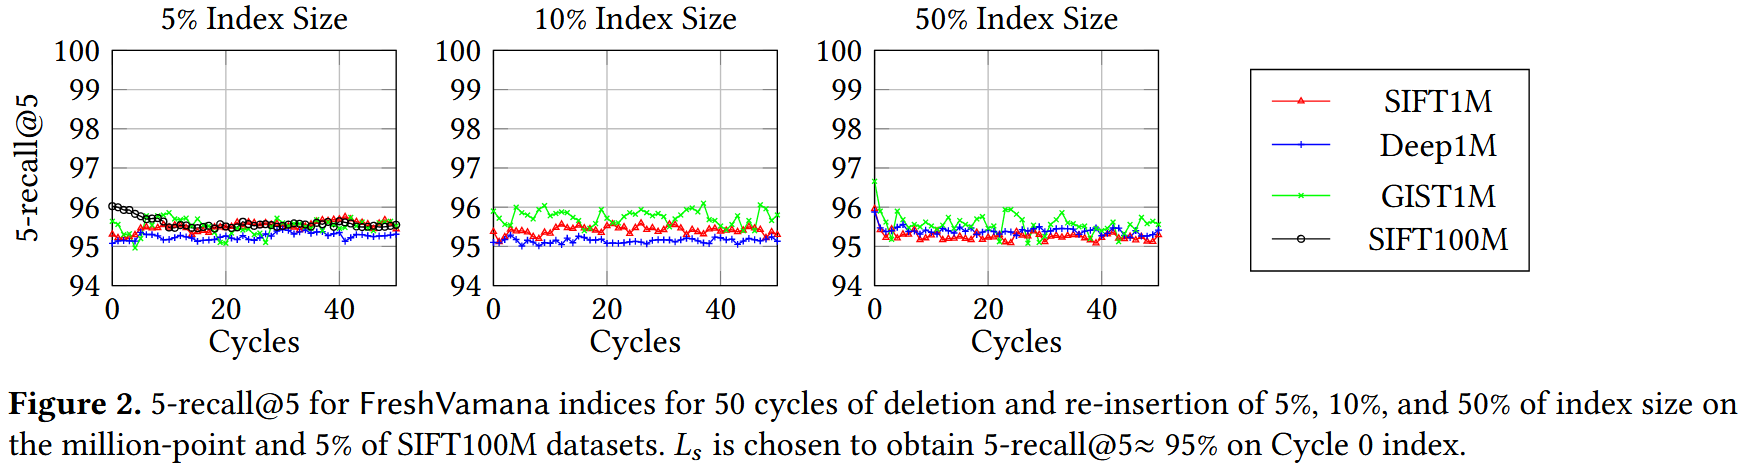 5% Index Size
10% Index Size
50% Index Size
5-recall@5
100
99
98
97
96
95
94
0
20
40
Cycles
100
99
98
97
96
95
94
0
20
40
Cycles
100
99
98
97
96
95
94
0
20
40
Cycles
SIFT1M
Deep1M
GIST1M
SIFT100M
Figure 2. 5-recall@5 for FreshVamana indices for 50 cycles of deletion and re-insertion of 5%, 10%, and 50% of index size on
the million-point and 5% of SIFT100M datasets. Ls is chosen to obtain 5-recall@5≈ 95% on Cycle 0 index.